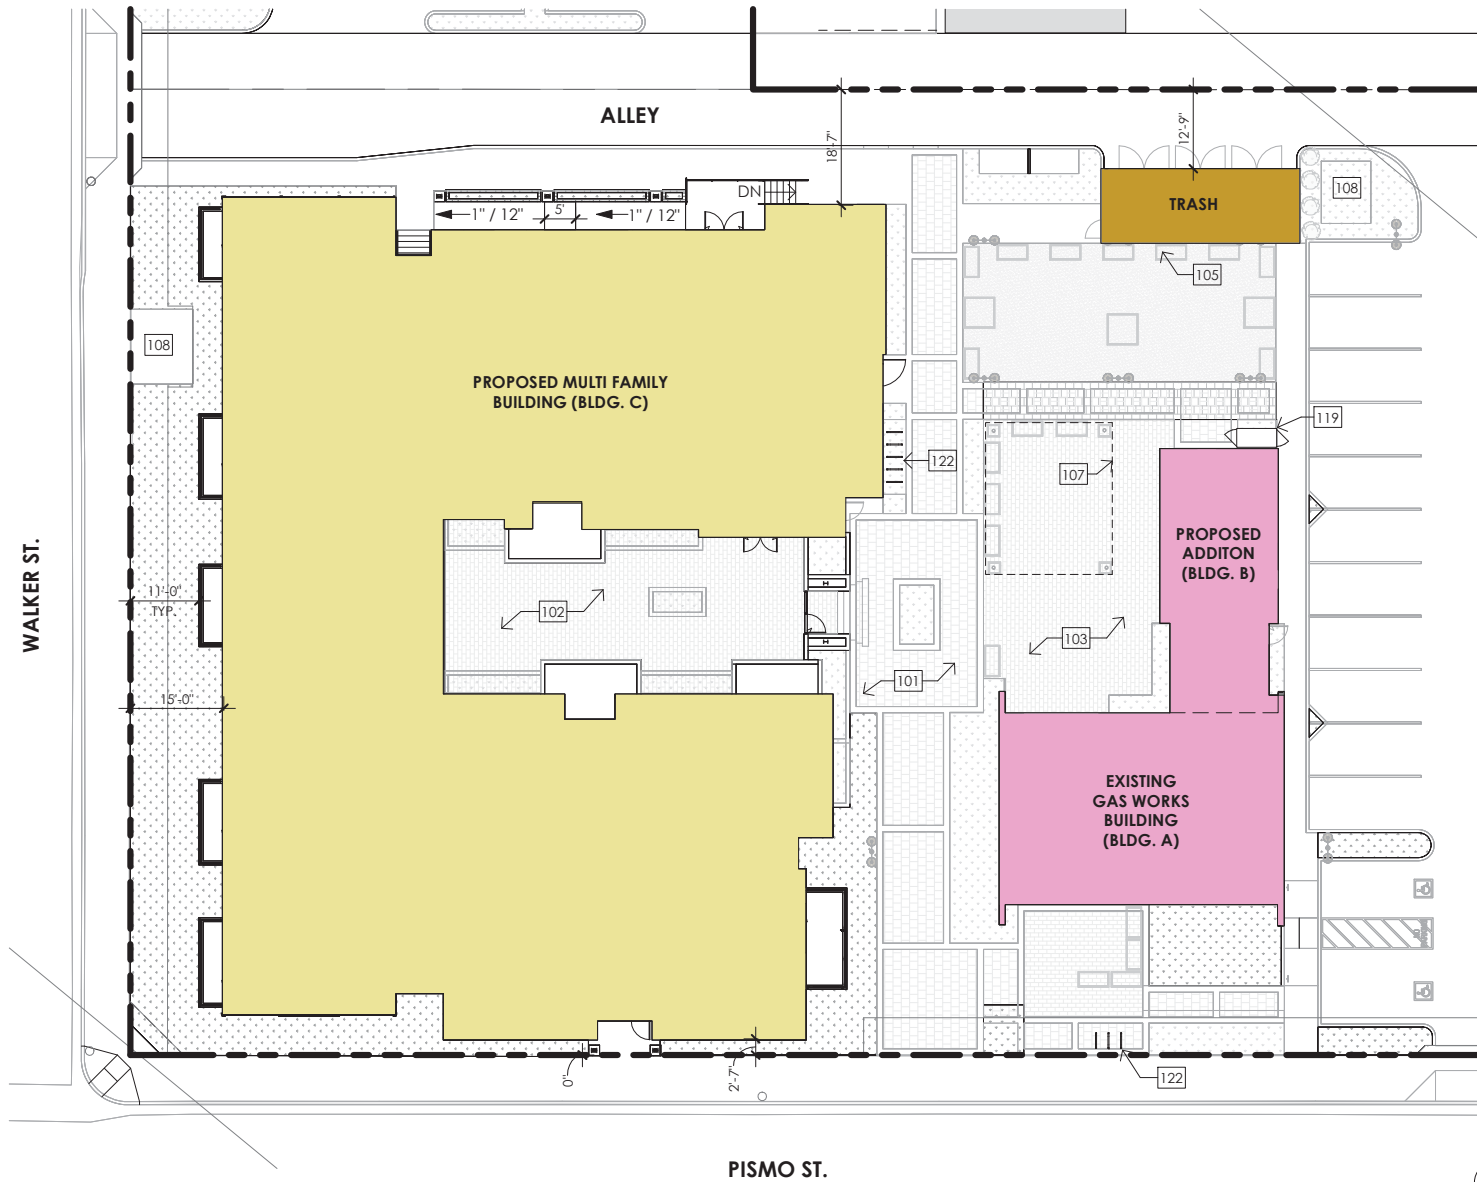 ALLEY
18'-7"
12'-9"
DN
1" / 12"
5'
1" / 12"
TRASH
108
105
108
PROPOSED MULTI FAMILY
BUILDING (BLDG. C)
119
122
107
PROPOSED
ADDITON
(BLDG. B)
WALKER ST.
11'-0"
TYP.
102
103
101
15'-0"
EXISTING
GAS WORKS
BUILDING
(BLDG. A)
0"
2'-7"
122
PISMO ST.